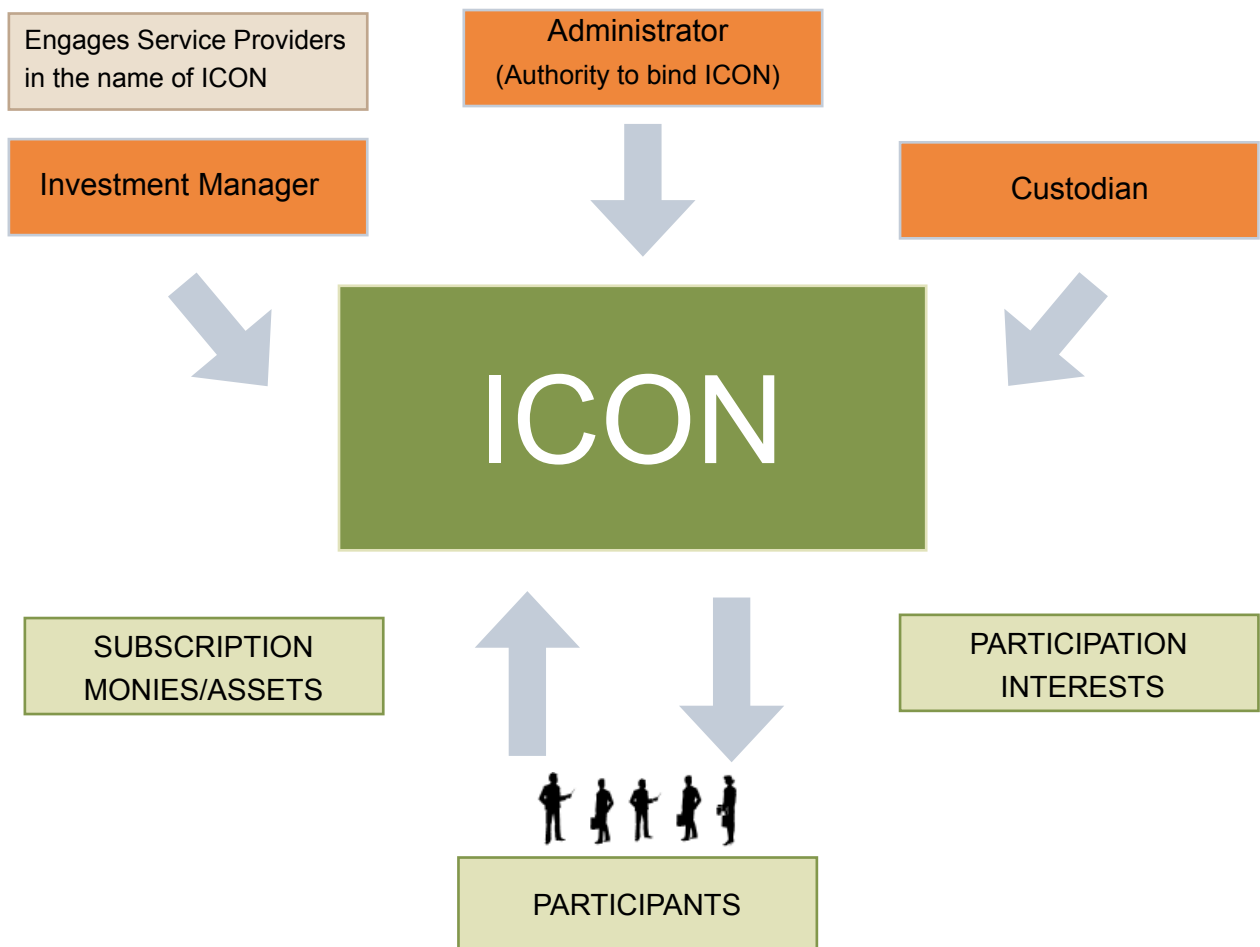 Engages Service Providers
in the name of ICON
Administrator
(Authority to bind ICON)
Investment Manager
Custodian
ICON
SUBSCRIPTION
MONIES/ASSETS
PARTICIPATION
INTERESTS
PARTICIPANTS